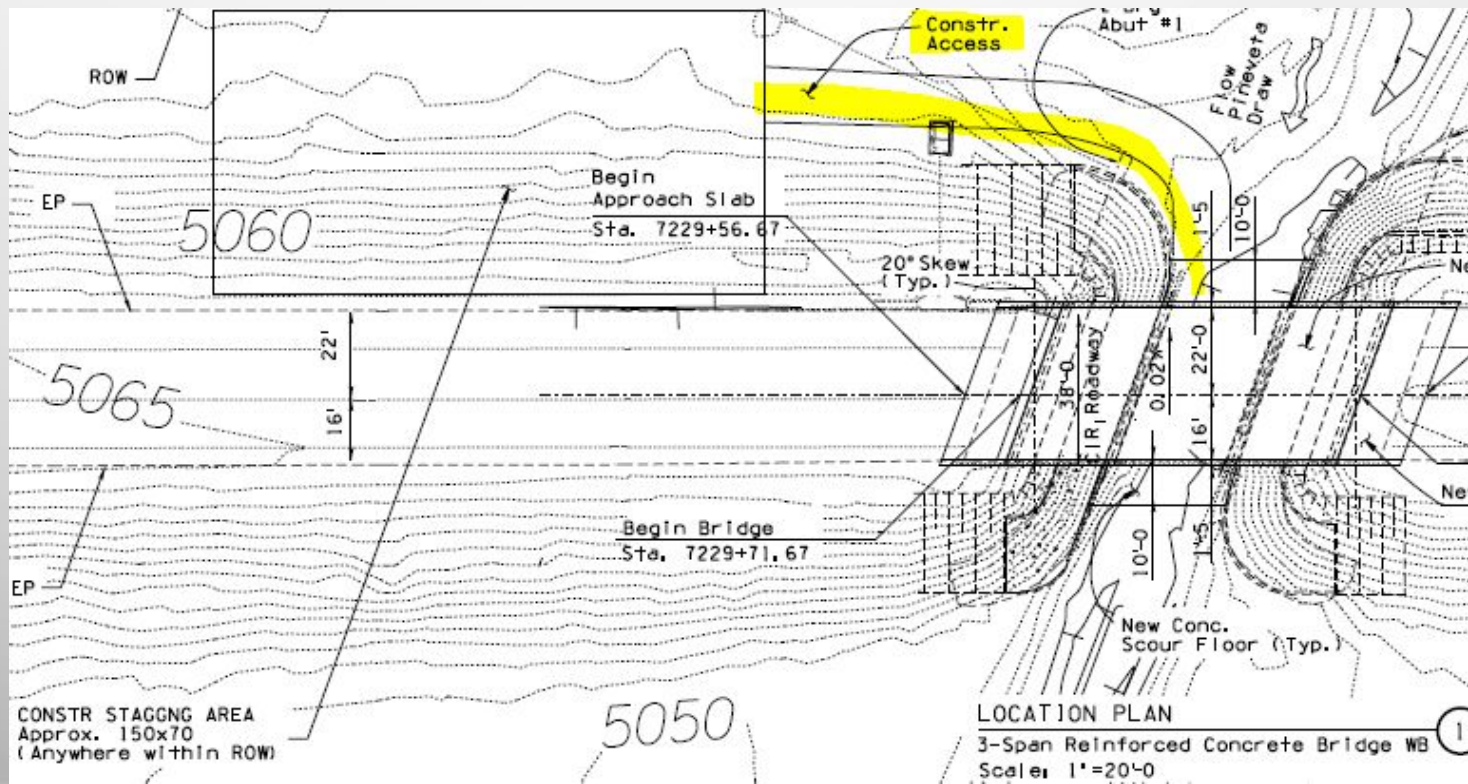 Constr.
Access
Abut #1
ROW
Flow
Pineveta
Draw
EP
5060
Begin
Approach Slab
Sta. 7229+56.67
1'-5
10'-0
20° Skew
(Typ.)
22'
5065
16'
38'-0
Clr. Roadway
22'-0
16'
Begin Bridge
Sta. 7229+71.67
10'-0
1'-5
EP
New Conc.
Scour Floor (Typ.)
CONSTR STAGGNG AREA
Approx. 150x70
(Anywhere within ROW)
5050
LOCATION PLAN
1
3-Span Reinforced Concrete Bridge WB
Scale: 1"=20'-0